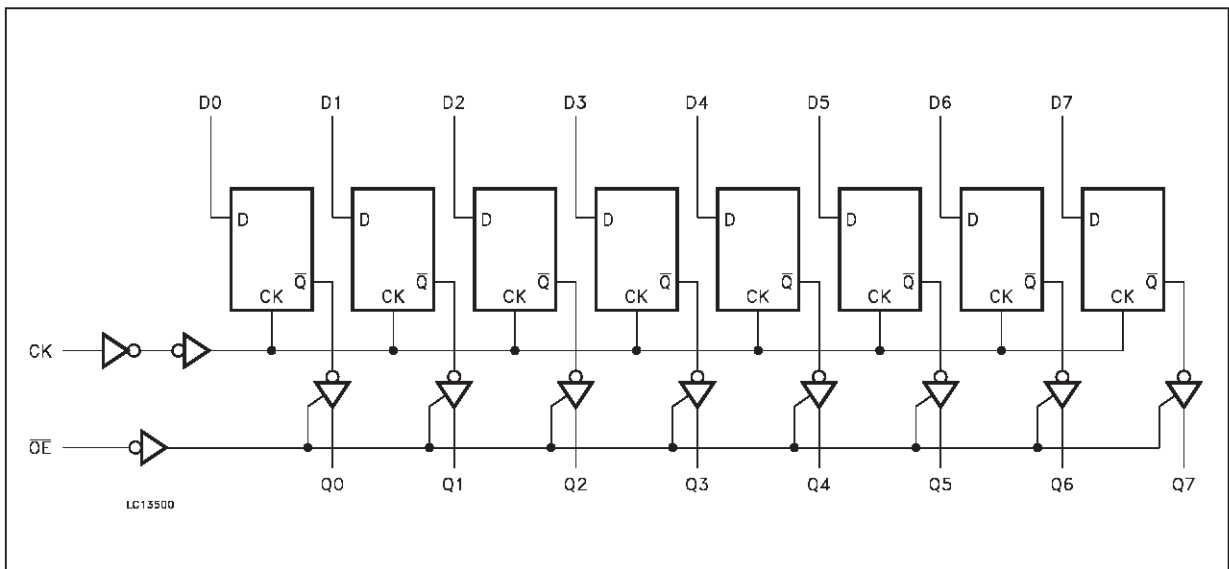 D0 D1 D2 D3 D4 D5 D6 D7
D D D D D D D D
Q̅ Q̅ Q̅ Q̅ Q̅ Q̅ Q̅ Q̅
CK CK CK CK CK CK CK CK
CK
O̅E̅
Q0 Q1 Q2 Q3 Q4 Q5 Q6 Q7
LC13500